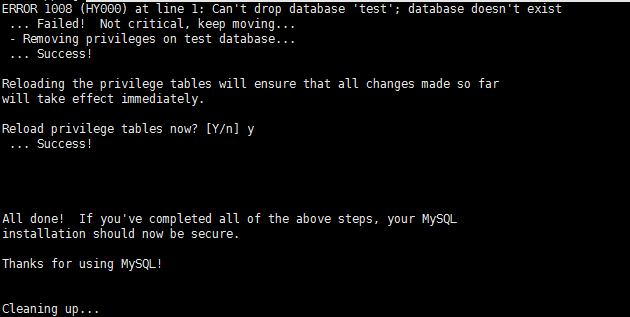 ERROR 1008 (HY000) at line 1: Can't drop database 'test'; database doesn't exist
 ... Failed!  Not critical, keep moving...
 - Removing privileges on test database...
 ... Success!
Reloading the privilege tables will ensure that all changes made so far
will take effect immediately.
Reload privilege tables now? [Y/n] y
 ... Success!
All done!  If you've completed all of the above steps, your MySQL
installation should now be secure.
Thanks for using MySQL!
Cleaning up...